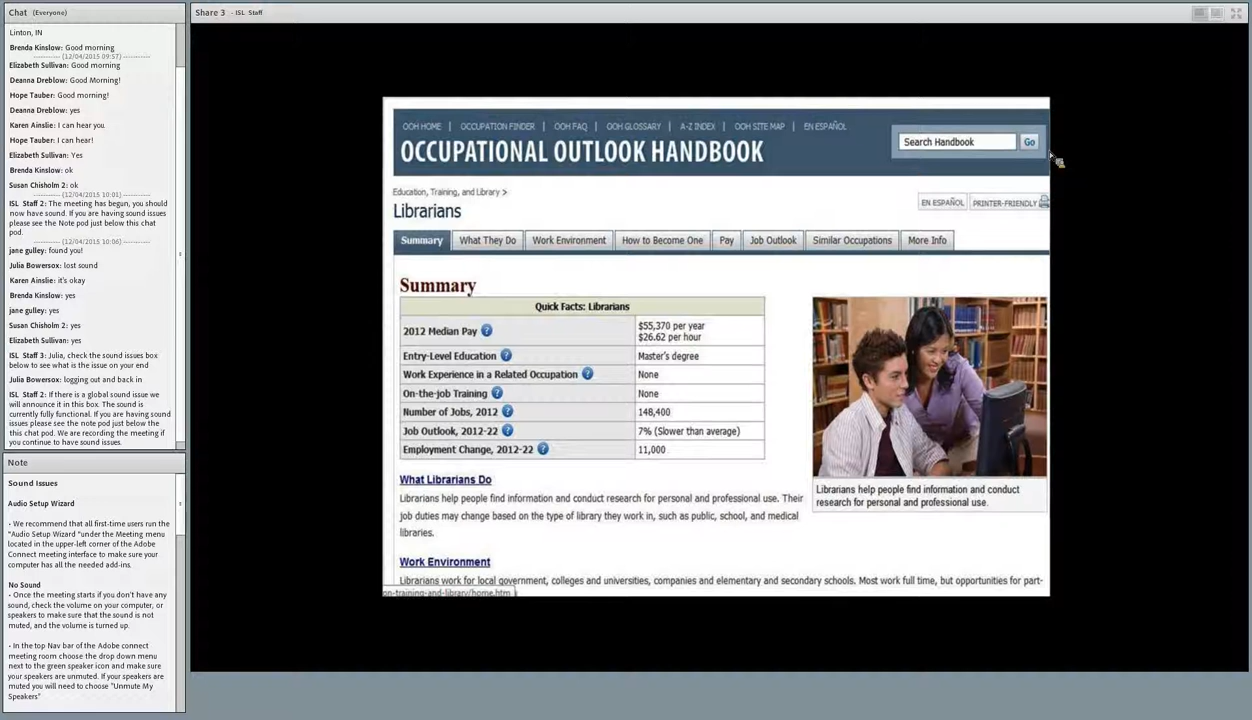 Chat (Everyone)
Linton, IN
Brenda Kinslow: Good morning
---------- (12/04/2015 09:57) ----------
Elizabeth Sullivan: Good morning
Deanna Dreblow: Good Morning!
Hope Tauber: Good morning!
Deanna Dreblow: yes
Karen Ainslie: I can hear you.
Hope Tauber: I can hear!
Elizabeth Sullivan: Yes
Brenda Kinslow: ok
Susan Chisholm 2: ok
---------- (12/04/2015 10:01) ----------
ISL Staff 2: The meeting has begun, you should
now have sound. If you are having sound issues
please see the Note pod just below this chat
pod.
---------- (12/04/2015 10:06) ----------
jane gulley: found you!
Julia Bowersox: lost sound
Karen Ainslie: it's okay
Brenda Kinslow: yes
jane gulley: yes
Susan Chisholm 2: yes
Elizabeth Sullivan: yes
ISL Staff 3: Julia, check the sound issues box
below to see what is the issue on your end
Julia Bowersox: logging out and back in
ISL Staff 2: If there is a global sound issue we
will announce it in this box. The sound is
currently fully functional. If you are having sound
issues please see the note pod just below the
this chat pod. We are recording the meeting if
you continue to have sound issues.
Note
Sound Issues
Audio Setup Wizard
• We recommend that all first-time users run the
"Audio Setup Wizard "under the Meeting menu
located in the upper-left corner of the Adobe
Connect meeting interface to make sure your
computer has all the needed add-ins.
No Sound
• Once the meeting starts if you don't have any
sound, check the volume on your computer, or
speakers to make sure that the sound is not
muted, and the volume is turned up.
• In the top Nav bar of the Adobe connect
meeting room choose the drop down menu
next to the green speaker icon and make sure
your speakers are unmuted. If your speakers are
muted you will need to choose "Unmute My
Speakers"
Share 3 - ISL Staff
OOH HOME | OCCUPATION FINDER | OOH FAQ | OOH GLOSSARY | A-Z INDEX | OOH SITE MAP | EN ESPAÑOL
OCCUPATIONAL OUTLOOK HANDBOOK
Search Handbook Go
Education, Training, and Library >
Librarians
EN ESPAÑOL PRINTER-FRIENDLY
Summary What They Do Work Environment How to Become One Pay Job Outlook Similar Occupations More Info
Summary
Quick Facts: Librarians
2012 Median Pay ? $55,370 per year
$26.62 per hour
Entry-Level Education ? Master's degree
Work Experience in a Related Occupation ? None
On-the-job Training ? None
Number of Jobs, 2012 ? 148,400
Job Outlook, 2012-22 ? 7% (Slower than average)
Employment Change, 2012-22 ? 11,000
Librarians help people find information and conduct
research for personal and professional use.
What Librarians Do
Librarians help people find information and conduct research for personal and professional use. Their
job duties may change based on the type of library they work in, such as public, school, and medical
libraries.
Work Environment
Librarians work for local government, colleges and universities, companies and elementary and secondary schools. Most work full time, but opportunities for part-
on-training-and-library/home.htm